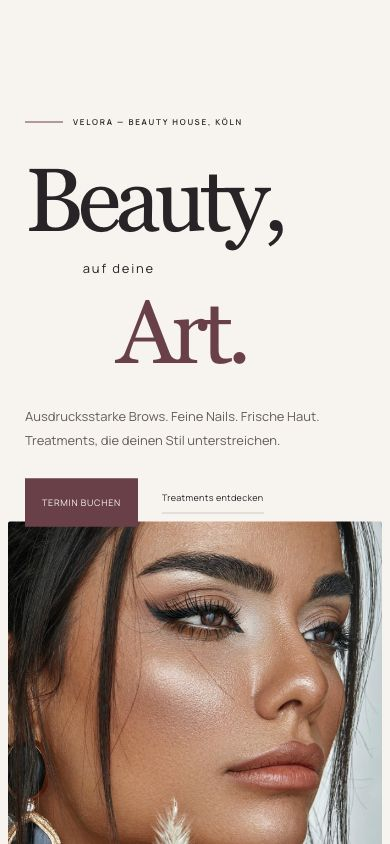 VELORA — BEAUTY HOUSE, KÖLN
Beauty,
auf deine
Art.
Ausdrucksstarke Brows. Feine Nails. Frische Haut.
Treatments, die deinen Stil unterstreichen.
TERMIN BUCHEN
Treatments entdecken